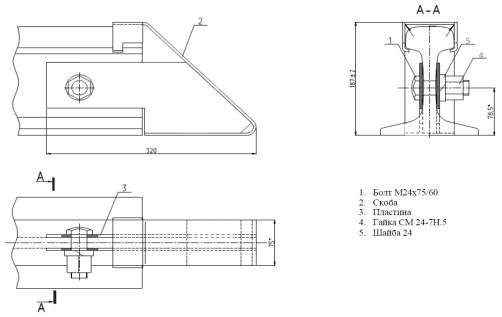 А-А
2
1
5
4
187±2
78,5*
320
А
3
75*
А
1. Болт М24х75/60
2. Скоба
3. Пластина
4. Гайка СМ 24-7Н.5
5. Шайба 24